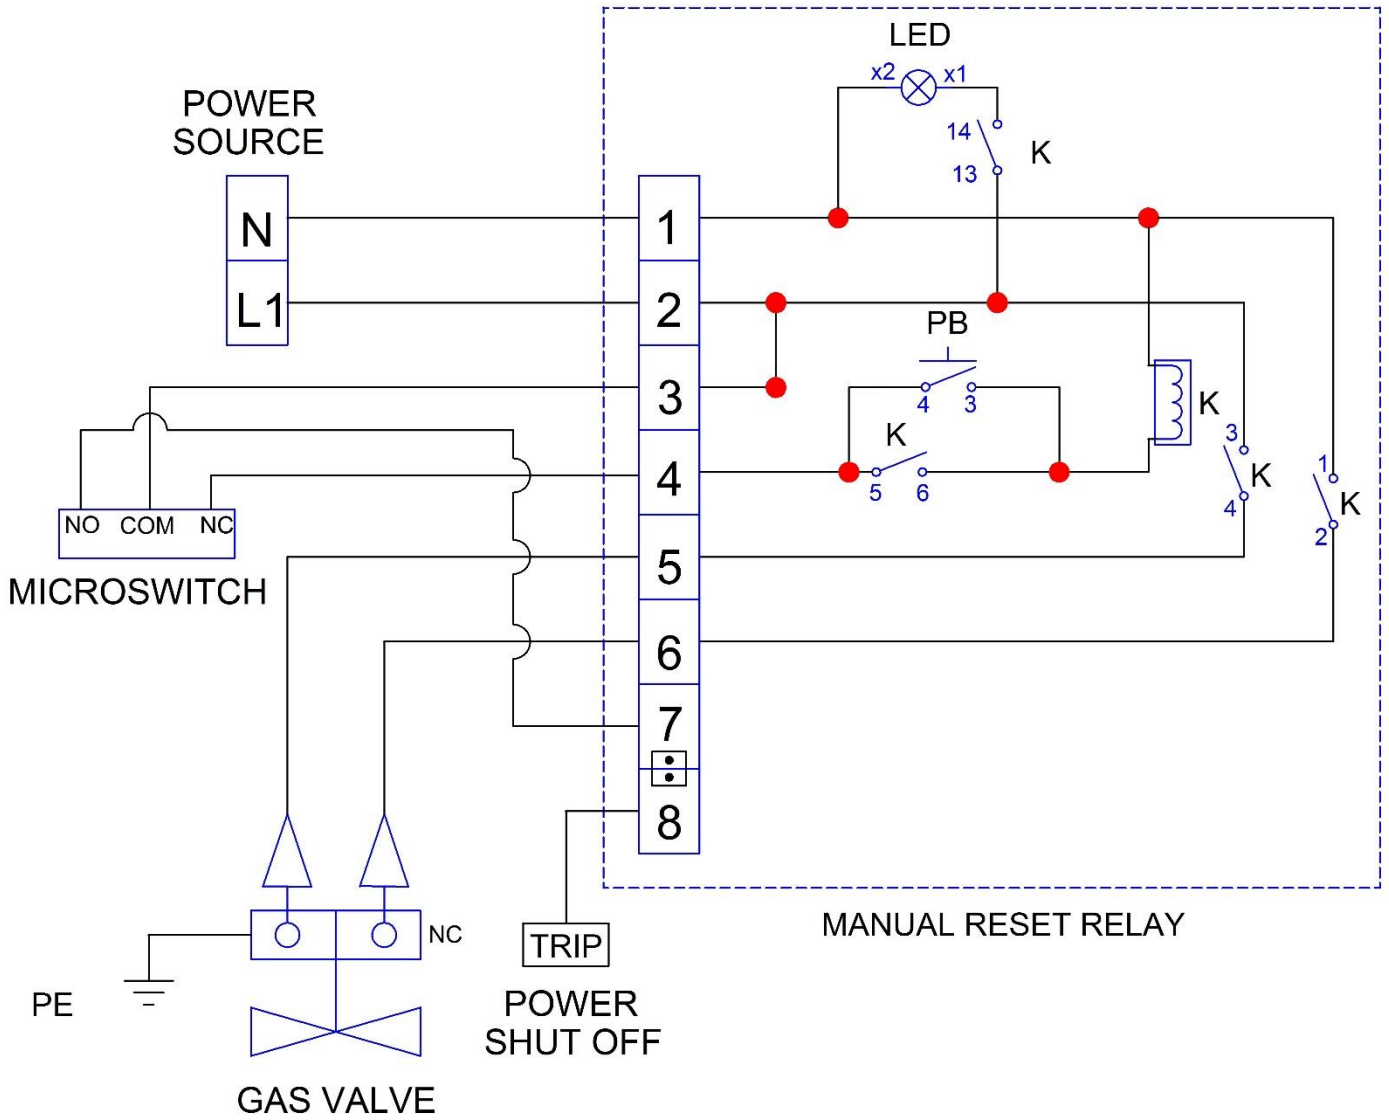 LED
x2
x1
14
K
13
POWER
SOURCE
N
1
L1
2
PB
3
4
3
K
K
5
6
4
3
K
4
1
K
2
NO
COM
NC
MICROSWITCH
5
6
7
8
MANUAL RESET RELAY
NC
TRIP
PE
POWER
SHUT OFF
GAS VALVE